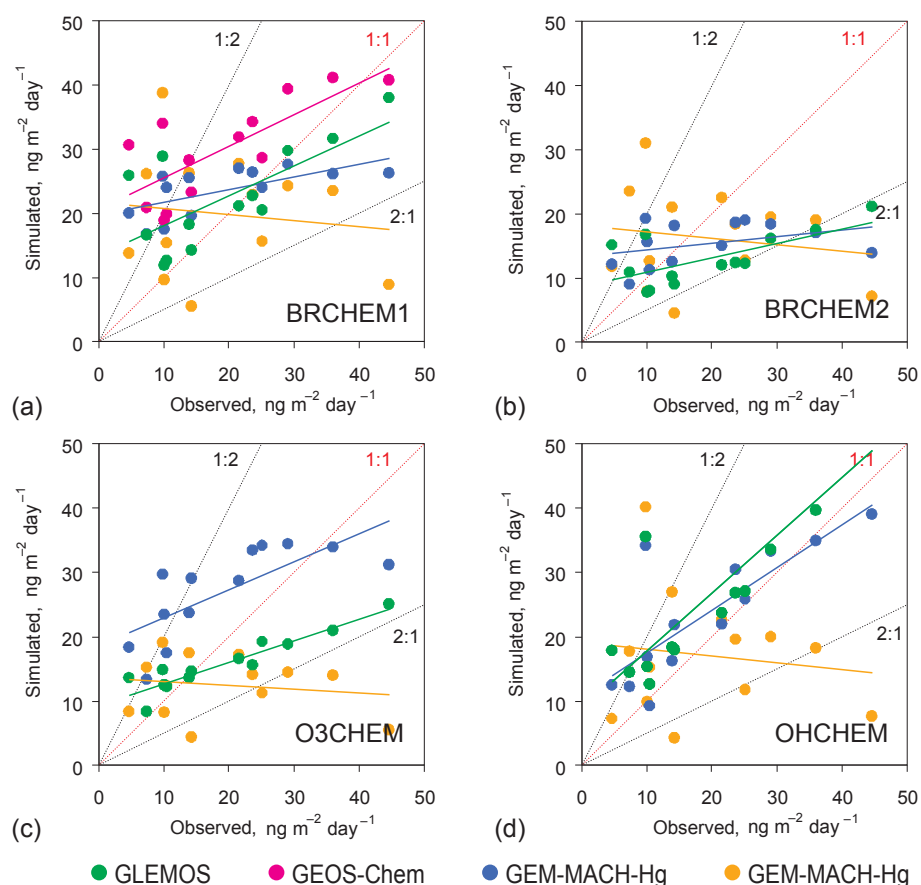 50
40
30
20
10
0
Simulated, ng m⁻² day⁻¹
1:2
1:1
2:1
BRCHEM1
0 10 20 30 40 50
(a) Observed, ng m⁻² day⁻¹
50
40
30
20
10
0
Simulated, ng m⁻² day⁻¹
1:2
1:1
2:1
BRCHEM2
0 10 20 30 40 50
(b) Observed, ng m⁻² day⁻¹
50
40
30
20
10
0
Simulated, ng m⁻² day⁻¹
1:2
1:1
2:1
O3CHEM
0 10 20 30 40 50
(c) Observed, ng m⁻² day⁻¹
50
40
30
20
10
0
Simulated, ng m⁻² day⁻¹
1:2
1:1
2:1
OHCHEM
0 10 20 30 40 50
(d) Observed, ng m⁻² day⁻¹
GLEMOS GEOS-Chem GEM-MACH-Hg GEM-MACH-Hg